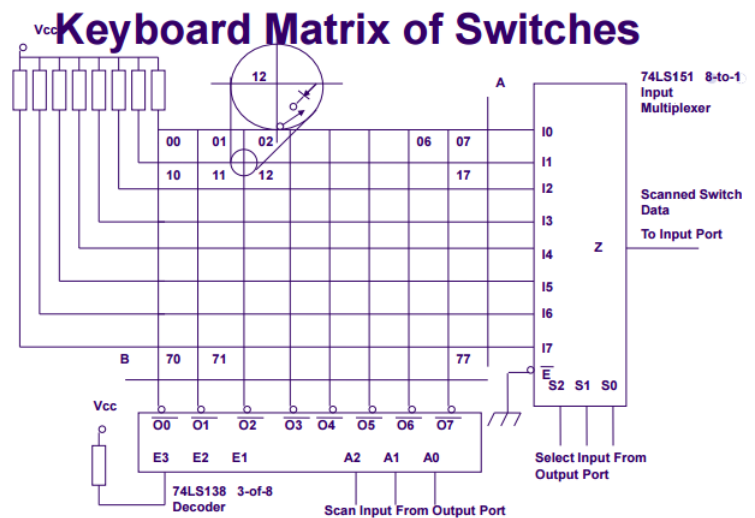 Keyboard Matrix of Switches
Vcc
12
A
74LS151 8-to-1
Input
Multiplexer
00 01 02 06 07
I0
10 11 12 17
I1
I2
Scanned Switch
Data
I3
To Input Port
I4
Z
I5
I6
I7
B 70 71 77
E
S2 S1 S0
Vcc
O0 O1 O2 O3 O4 O5 O6 O7
E3 E2 E1 A2 A1 A0
Select Input From
Output Port
74LS138 3-of-8
Decoder
Scan Input From Output Port